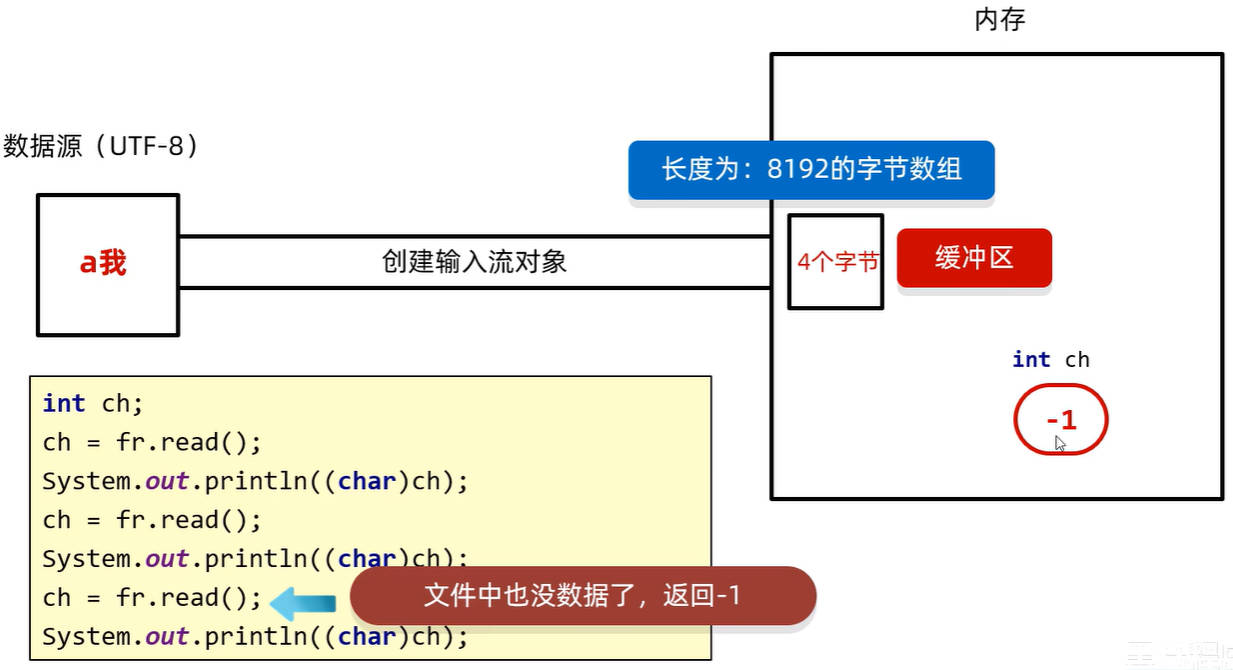 内存
数据源（UTF-8）
长度为：8192的字节数组
a我
创建输入流对象
4个字节
缓冲区
int ch
-1
int ch;
ch = fr.read();
System.out.println((char)ch);
ch = fr.read();
System.out.println((char)ch);
ch = fr.read();
文件中也没数据了，返回-1
System.out.println((char)ch);